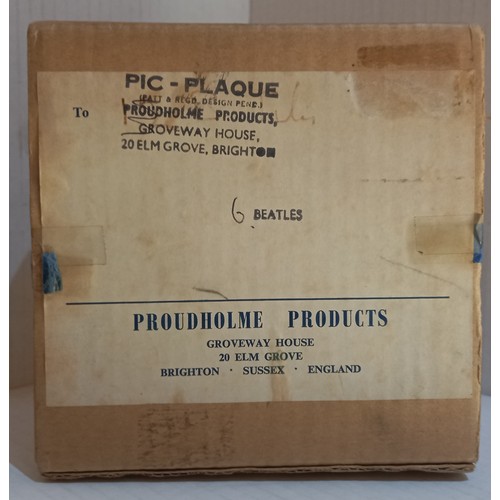 PIC - PLAQUE
(PATT & REGD. DESIGN PEND.)
To PROUDHOLME PRODUCTS,
GROVEWAY HOUSE,
20 ELM GROVE, BRIGHTON
6 BEATLES
PROUDHOLME PRODUCTS
GROVEWAY HOUSE
20 ELM GROVE
BRIGHTON · SUSSEX · ENGLAND